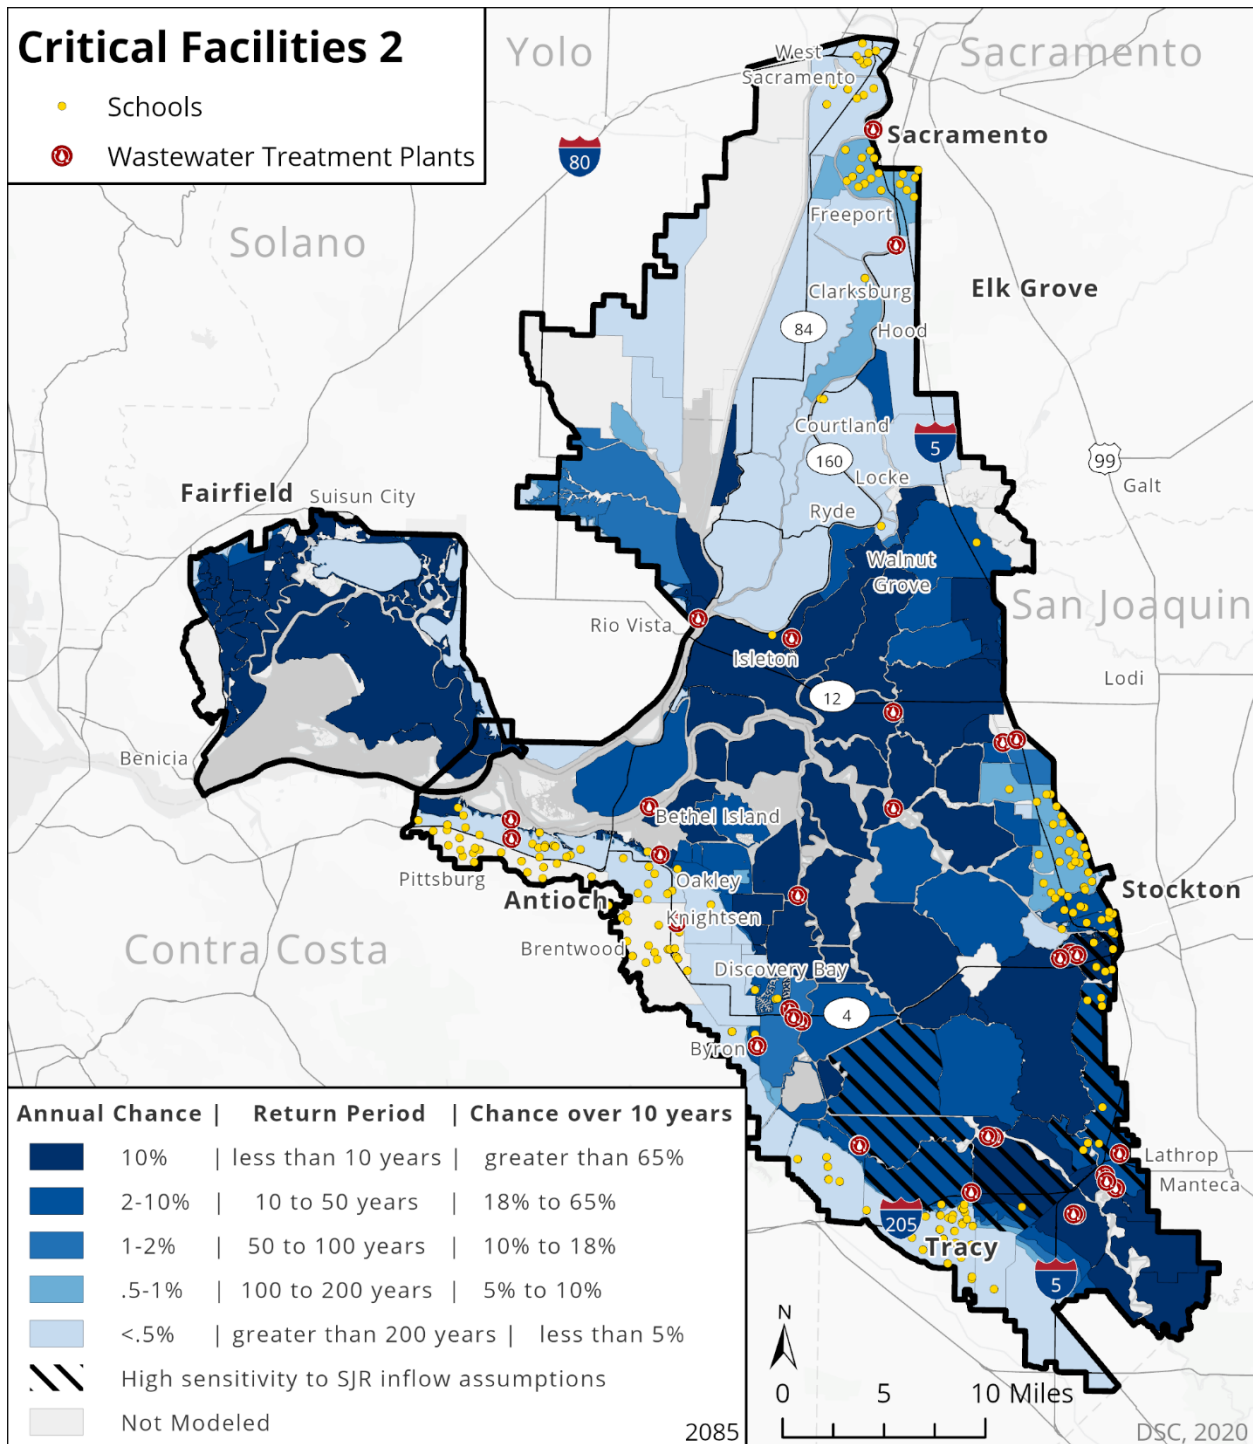 Critical Facilities 2
Schools
Wastewater Treatment Plants
Yolo
Sacramento
West
Sacramento
80
Sacramento
Solano
Freeport
Elk Grove
Clarksburg
84
Hood
Courtland
5
160
99
Fairfield
Suisun City
Locke
Galt
Ryde
Walnut
Grove
San Joaquin
Rio Vista
Isleton
Lodi
12
Benicia
Bethel Island
Pittsburg
Oakley
Antioch
Stockton
Knightsen
Contra Costa
Brentwood
Discovery Bay
4
Byron
Annual Chance | Return Period | Chance over 10 years
10% | less than 10 years | greater than 65%
2-10% | 10 to 50 years | 18% to 65%
1-2% | 50 to 100 years | 10% to 18%
.5-1% | 100 to 200 years | 5% to 10%
<.5% | greater than 200 years | less than 5%
High sensitivity to SJR inflow assumptions
Not Modeled
Lathrop
Manteca
205
Tracy
5
N
0 5 10 Miles
2085
DSC, 2020